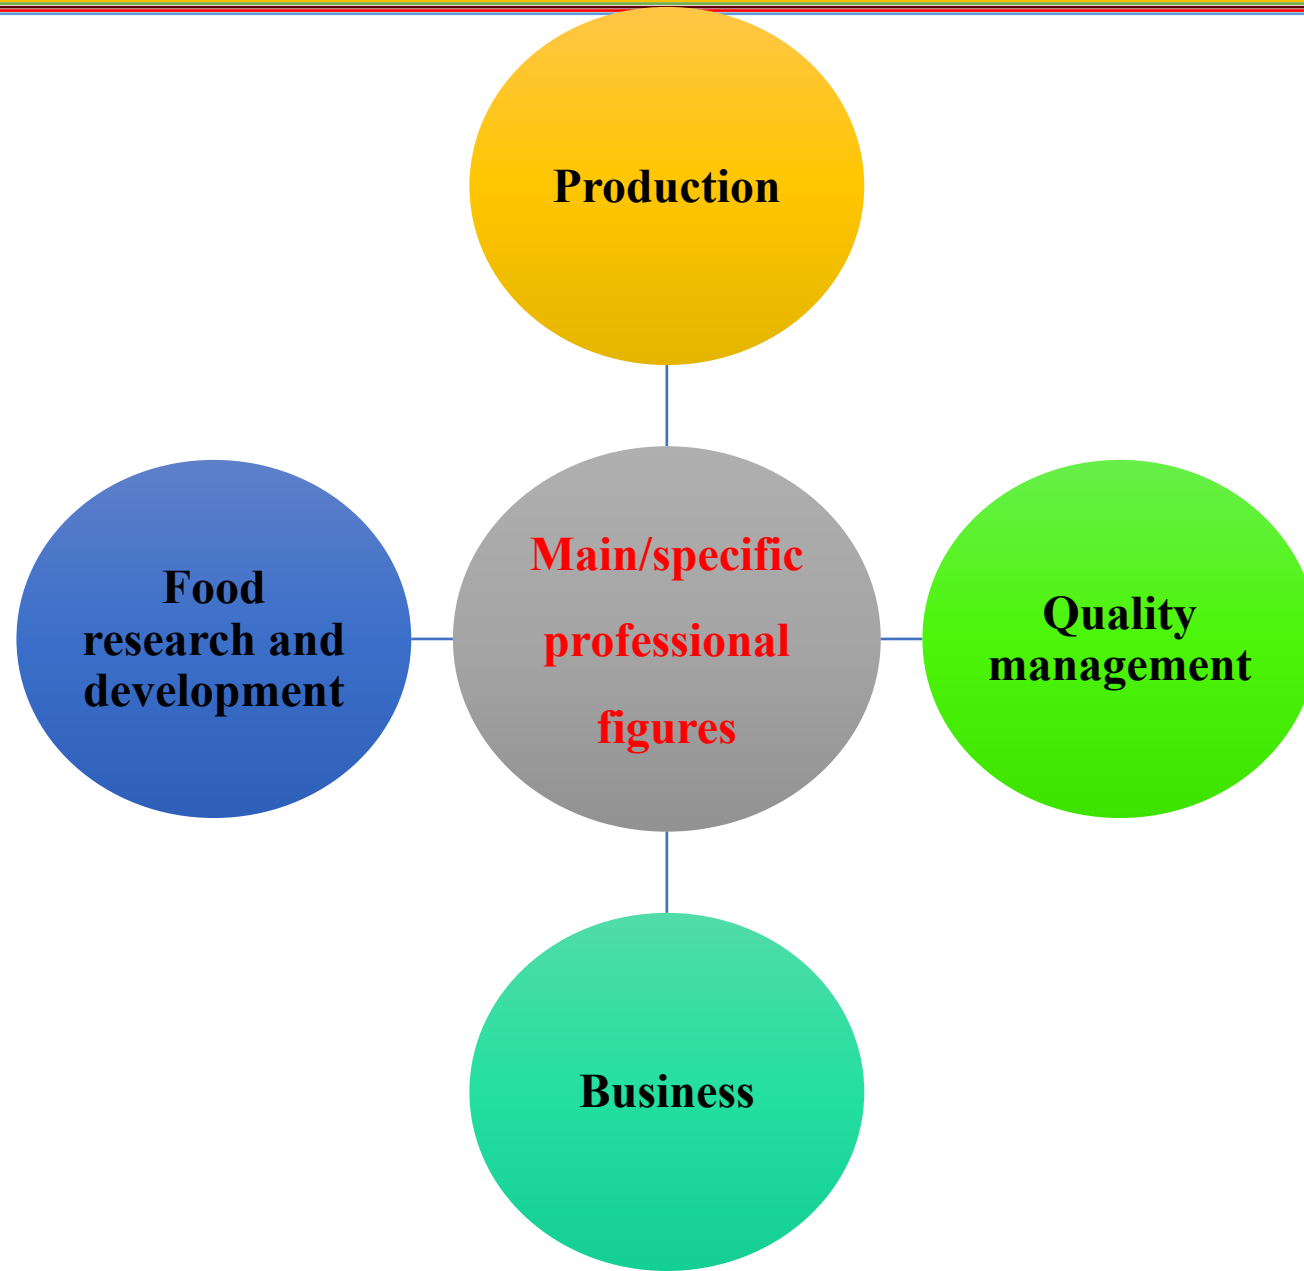 Production
Main/specific
professional
figures
Food
research and
development
Quality
management
Business